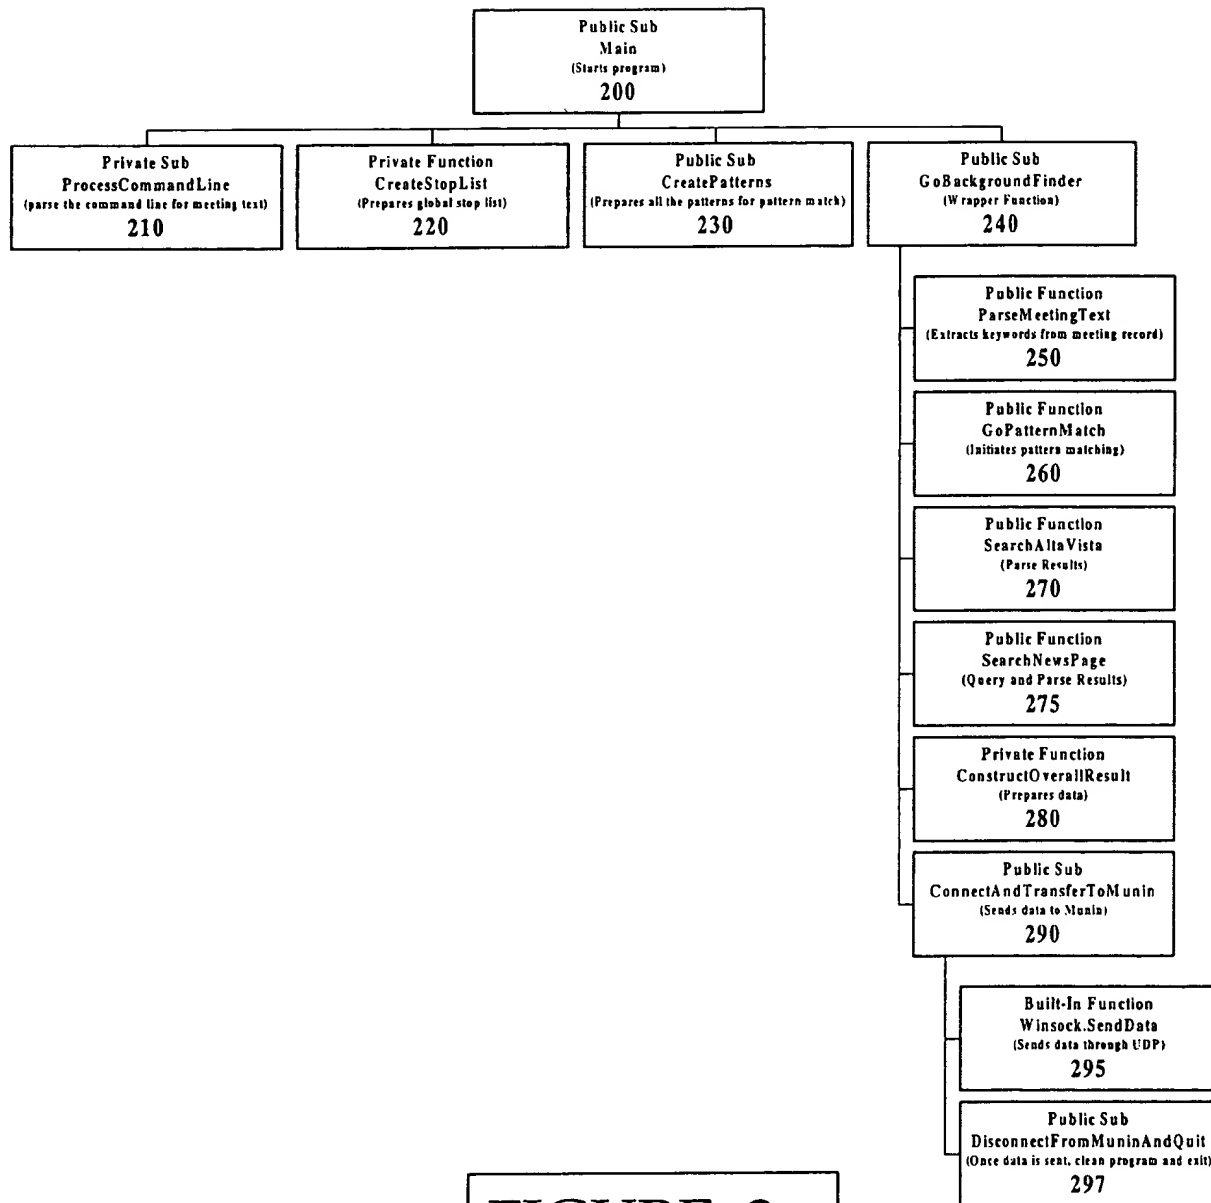 Public Sub
Main
(Starts program)
200
Private Sub
ProcessCommandLine
(parse the command line for meeting text)
210
Private Function
CreateStopList
(Prepares global stop list)
220
Public Sub
CreatePatterns
(Prepares all the patterns for pattern match)
230
Public Sub
GoBackgroundFinder
(Wrapper Function)
240
Public Function
ParseMeetingText
(Extracts keywords from meeting record)
250
Public Function
GoPatternMatch
(Initiates pattern matching)
260
Public Function
SearchAltaVista
(Parse Results)
270
Public Function
SearchNewsPage
(Query and Parse Results)
275
Private Function
ConstructOverallResult
(Prepares data)
280
Public Sub
ConnectAndTransferToMunin
(Sends data to Munin)
290
Built-In Function
Winsock.SendData
(Sends data through UDP)
295
Public Sub
DisconnectFromMuninAndQuit
(Once data is sent, clean program and exit)
297
FIGURE 2